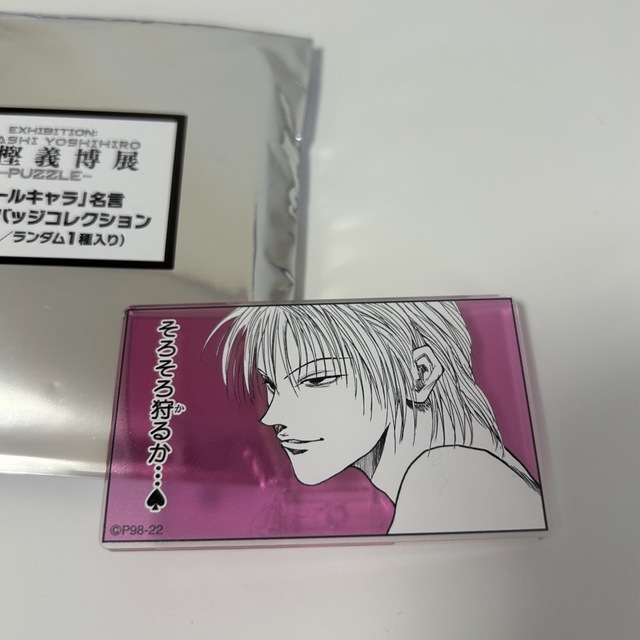 EXHIBITION:
ASHI YOSHIHIRO
樫義博展
-PUZZLE-
ールキャラ」名言
バッジコレクション
/ランダム1種入り)
そろそろ狩るか…♠
か
©P98-22